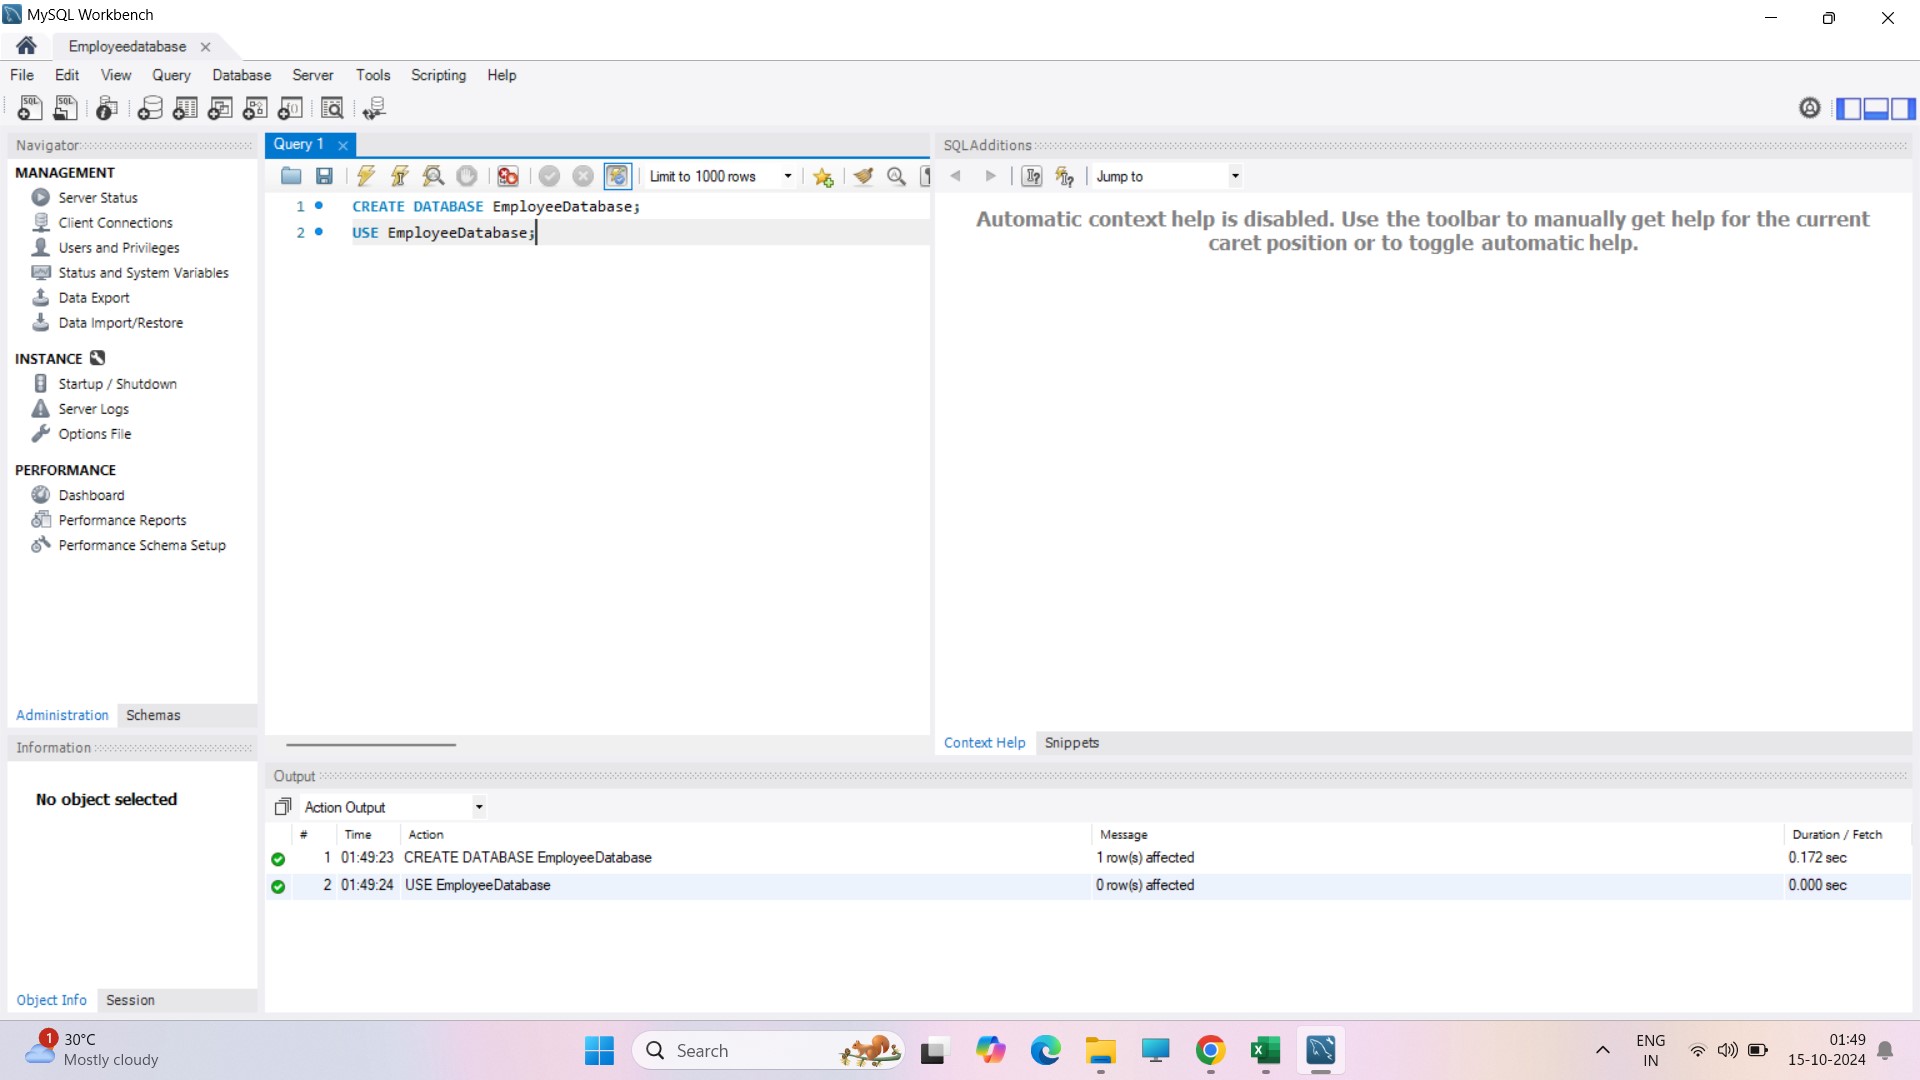 MySQL Workbench
Employeedatabase
File Edit View Query Database Server Tools Scripting Help
Navigator
MANAGEMENT
Server Status
Client Connections
Users and Privileges
Status and System Variables
Data Export
Data Import/Restore
INSTANCE
Startup / Shutdown
Server Logs
Options File
PERFORMANCE
Dashboard
Performance Reports
Performance Schema Setup
Administration Schemas
Information
No object selected
Object Info Session
Query 1
Limit to 1000 rows
1 CREATE DATABASE EmployeeDatabase;
2 USE EmployeeDatabase;
SQLAdditions
Jump to
Automatic context help is disabled. Use the toolbar to manually get help for the current
caret position or to toggle automatic help.
Context Help Snippets
Output
Action Output
# Time Action Message Duration / Fetch
1 01:49:23 CREATE DATABASE EmployeeDatabase 1 row(s) affected 0.172 sec
2 01:49:24 USE EmployeeDatabase 0 row(s) affected 0.000 sec
1
30°C
Mostly cloudy
Search
ENG
IN
01:49
15-10-2024